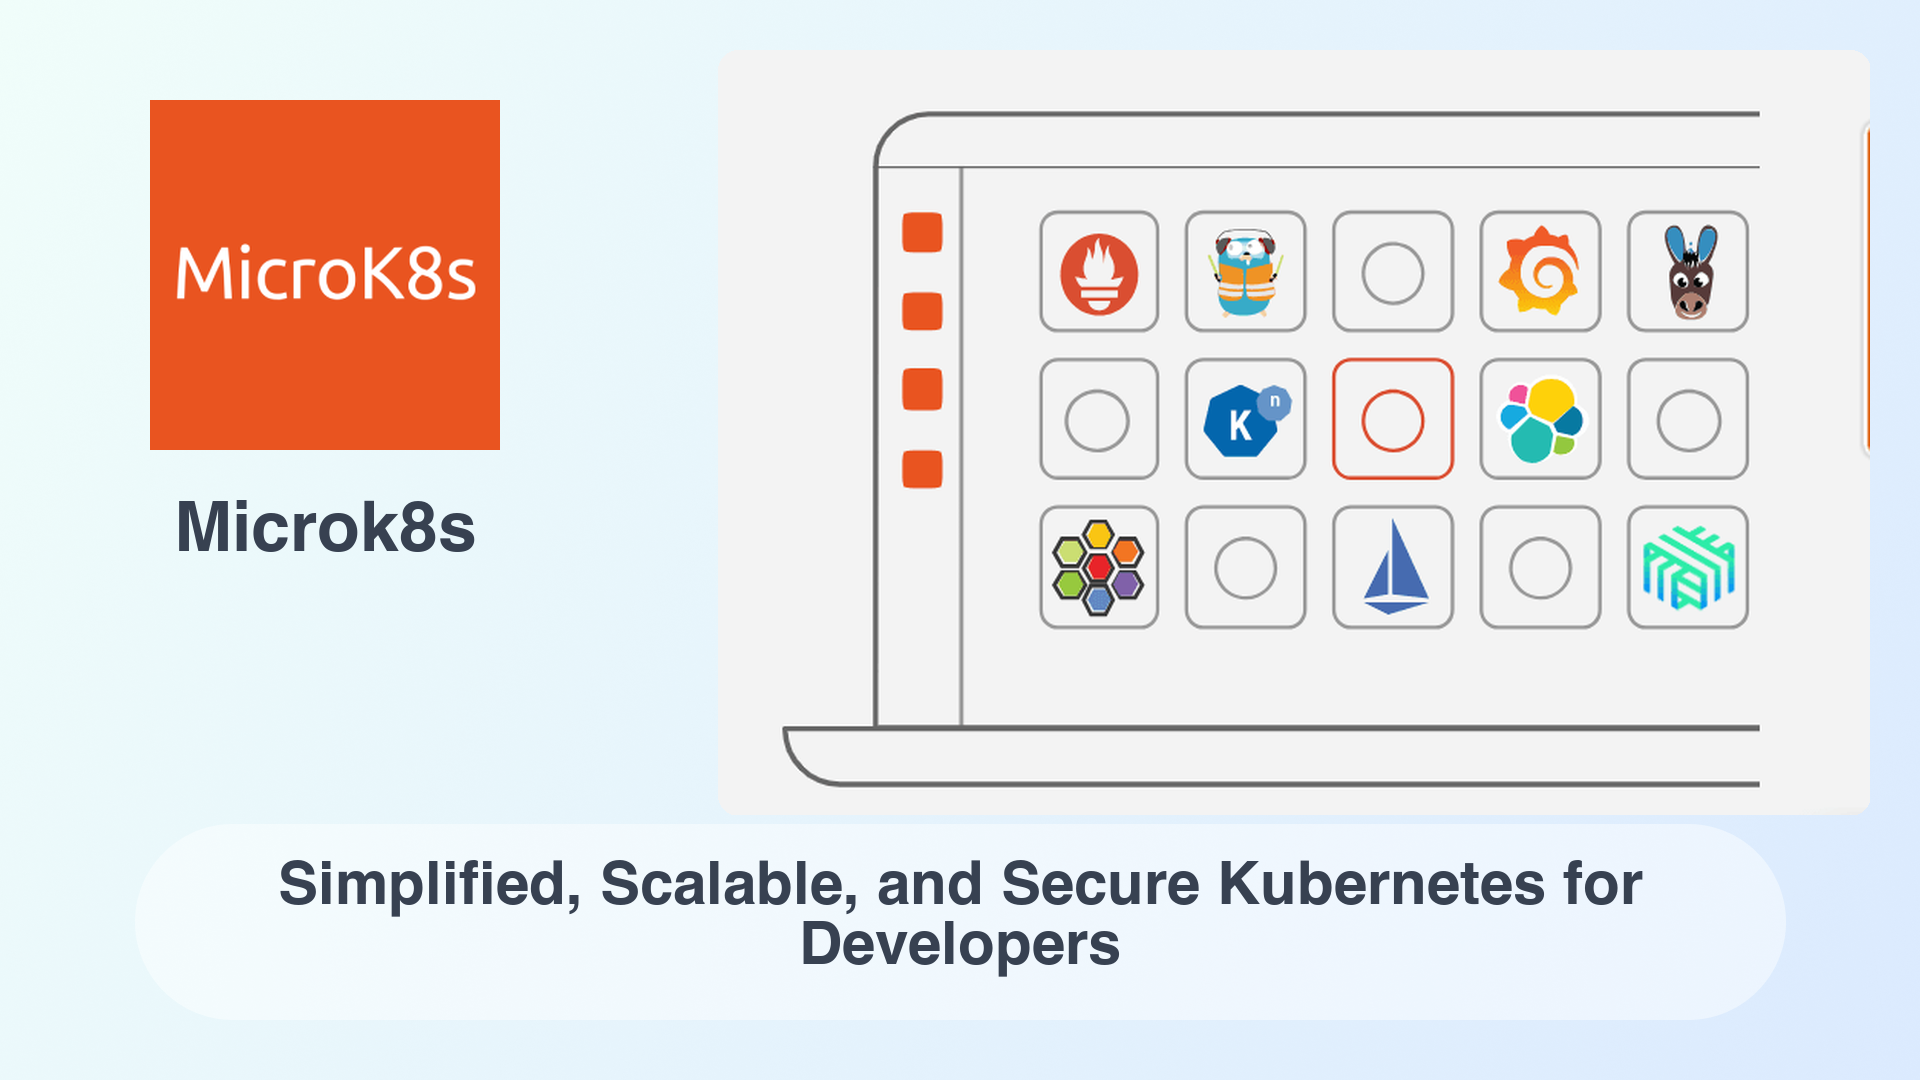 MicroK8s
Microk8s
K
n
Simplified, Scalable, and Secure Kubernetes for
Developers